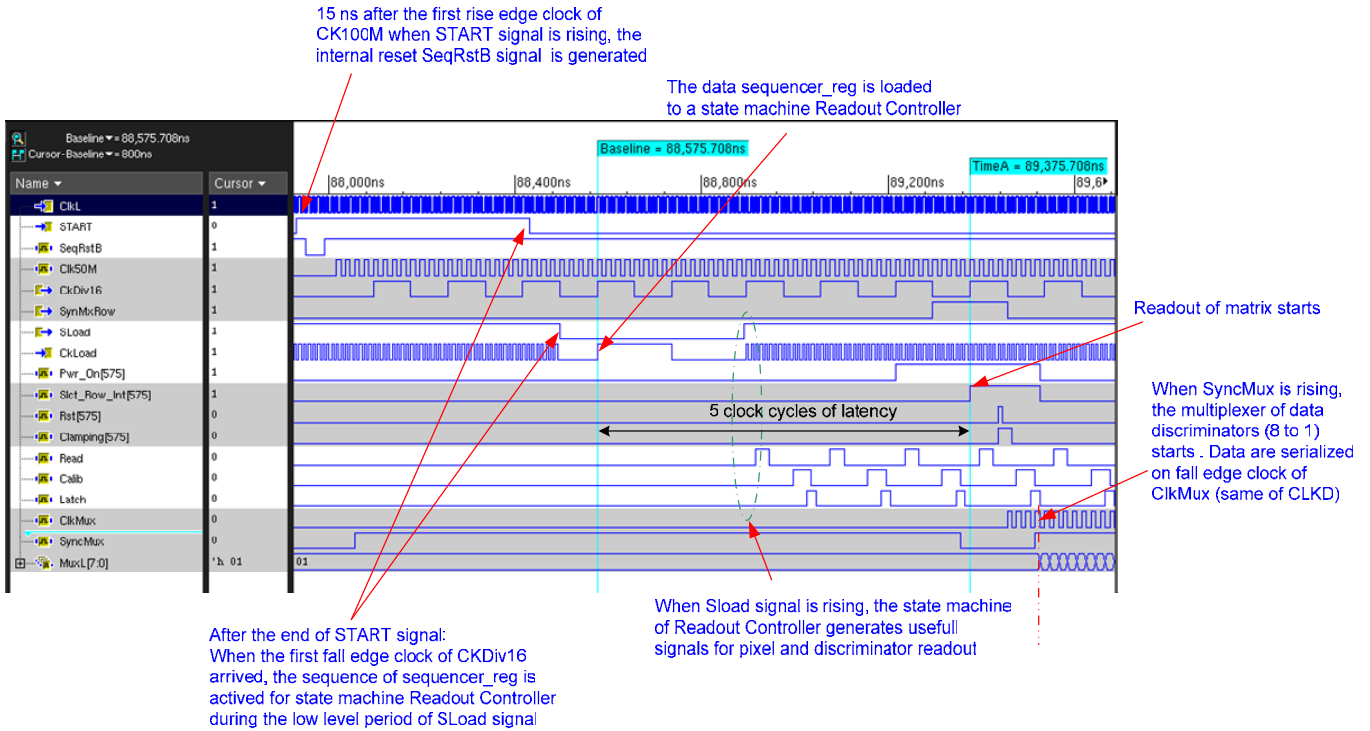 15 ns after the first rise edge clock of
CK100M when START signal is rising, the
internal reset SeqRstB signal is generated
The data sequencer_reg is loaded
to a state machine Readout Controller
Baseline▼=88,575.708ns
Cursor-Baseline▼=800ns
Baseline = 88,575.708ns
TimeA = 89,375.708ns
Name▼ Cursor▼ 88,000ns 88,400ns 88,800ns 89,200ns 89,6
ClkL 1
START 0
SeqRstB 1
Clk50M 1
CkDiv16 1
SynMxRow 1
SLoad 1
CkLoad 1
Pwr_On[575] 1
Slct_Row_Int[575] 1
Rst[575] 0
Clamping[575] 0
Read 0
Calib 0
Latch 0
ClkMux 0
SyncMux 0
MuxL[7:0] 'h 01 01
5 clock cycles of latency
Readout of matrix starts
When SyncMux is rising,
the multiplexer of data
discriminators (8 to 1)
starts . Data are serialized
on fall edge clock of
ClkMux (same of CLKD)
When Sload signal is rising, the state machine
of Readout Controller generates usefull
signals for pixel and discriminator readout
After the end of START signal:
When the first fall edge clock of CKDiv16
arrived, the sequence of sequencer_reg is
actived for state machine Readout Controller
during the low level period of SLoad signal